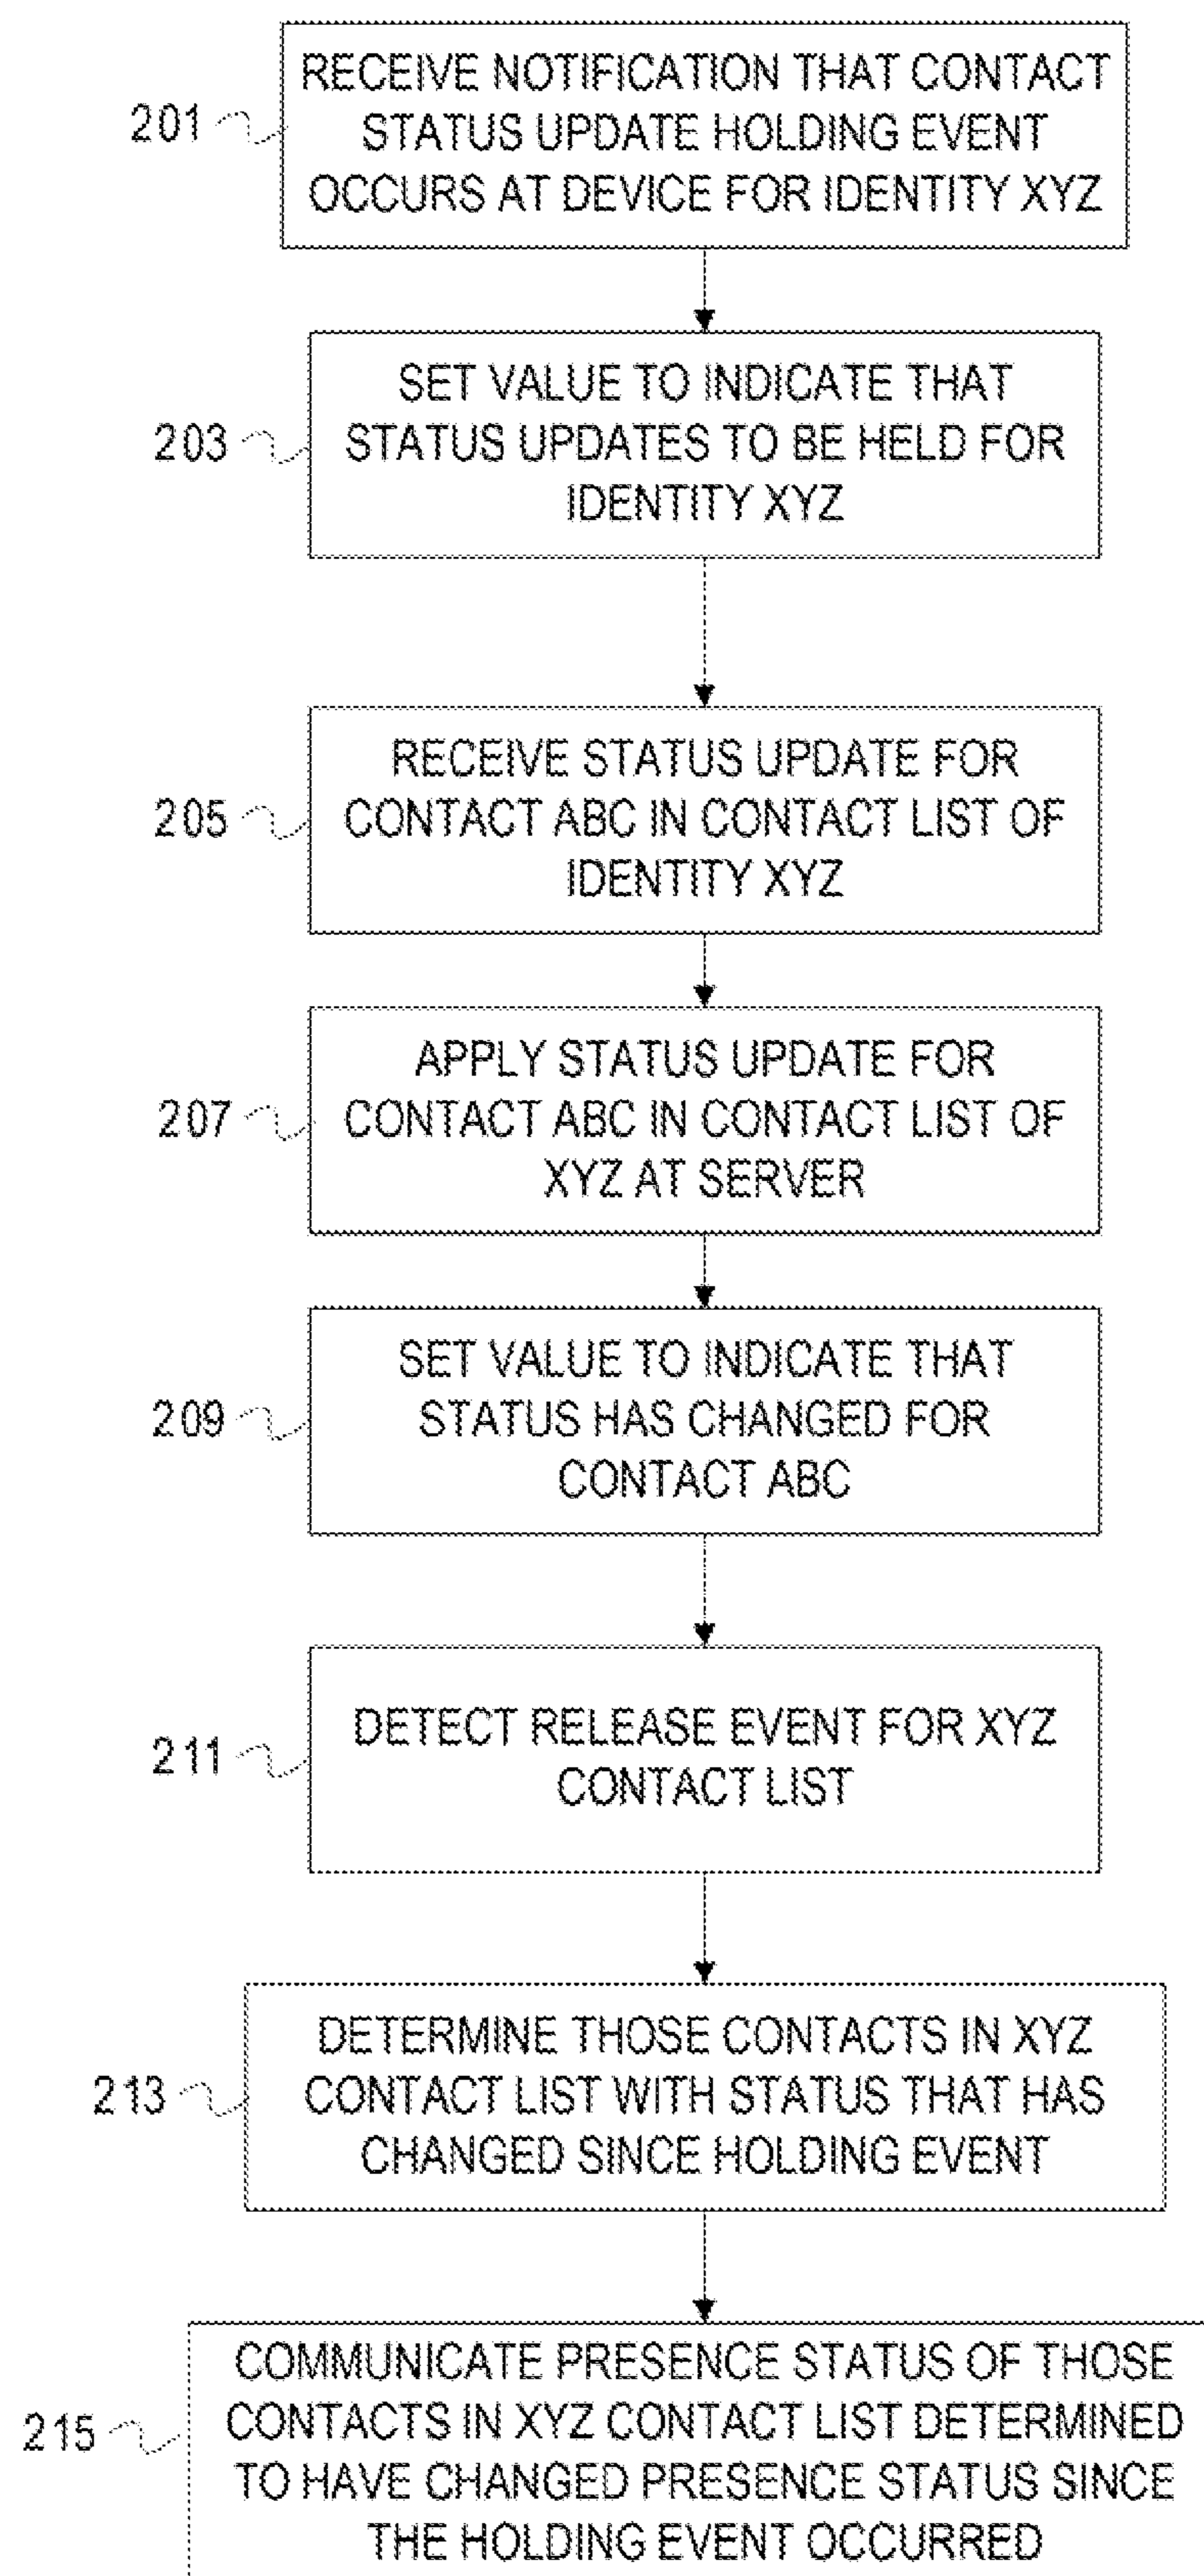 RECEIVE NOTIFICATION THAT CONTACT
STATUS UPDATE HOLDING EVENT
OCCURS AT DEVICE FOR IDENTITY XYZ
201
SET VALUE TO INDICATE THAT
STATUS UPDATES TO BE HELD FOR
IDENTITY XYZ
203
RECEIVE STATUS UPDATE FOR
CONTACT ABC IN CONTACT LIST OF
IDENTITY XYZ
205
APPLY STATUS UPDATE FOR
CONTACT ABC IN CONTACT LIST OF
XYZ AT SERVER
207
SET VALUE TO INDICATE THAT
STATUS HAS CHANGED FOR
CONTACT ABC
209
DETECT RELEASE EVENT FOR XYZ
CONTACT LIST
211
DETERMINE THOSE CONTACTS IN XYZ
CONTACT LIST WITH STATUS THAT HAS
CHANGED SINCE HOLDING EVENT
213
COMMUNICATE PRESENCE STATUS OF THOSE
CONTACTS IN XYZ CONTACT LIST DETERMINED
TO HAVE CHANGED PRESENCE STATUS SINCE
THE HOLDING EVENT OCCURRED
215